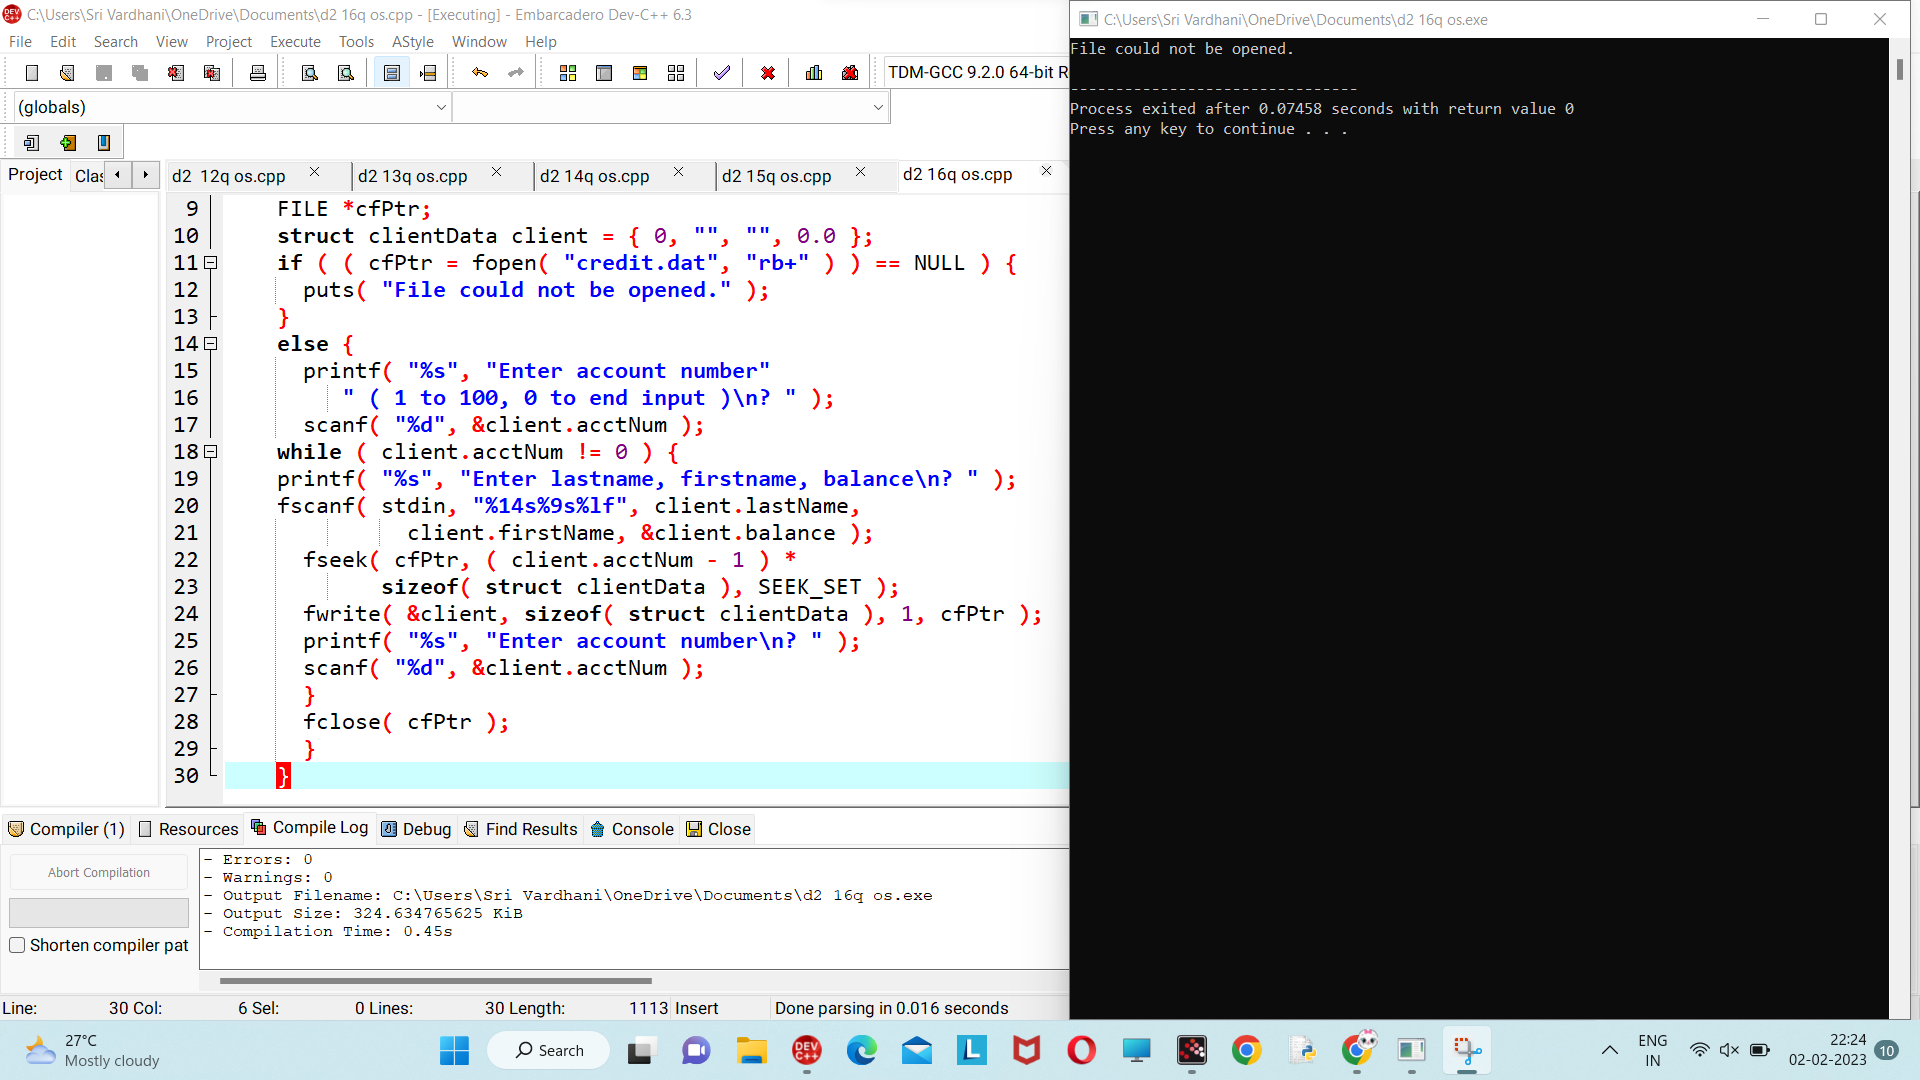 C:\Users\Sri Vardhani\OneDrive\Documents\d2 16q os.cpp - [Executing] - Embarcadero Dev-C++ 6.3
File Edit Search View Project Execute Tools AStyle Window Help
TDM-GCC 9.2.0 64-bit R
(globals)
Project Clas
d2  12q os.cpp d2 13q os.cpp d2 14q os.cpp d2 15q os.cpp d2 16q os.cpp
9 FILE *cfPtr;
10 struct clientData client = { 0, "", "", 0.0 };
11 if ( ( cfPtr = fopen( "credit.dat", "rb+" ) ) == NULL ) {
12 puts( "File could not be opened." );
13 }
14 else {
15 printf( "%s", "Enter account number"
16 " ( 1 to 100, 0 to end input )\n? " );
17 scanf( "%d", &client.acctNum );
18 while ( client.acctNum != 0 ) {
19 printf( "%s", "Enter lastname, firstname, balance\n? " );
20 fscanf( stdin, "%14s%9s%lf", client.lastName,
21 client.firstName, &client.balance );
22 fseek( cfPtr, ( client.acctNum - 1 ) *
23 sizeof( struct clientData ), SEEK_SET );
24 fwrite( &client, sizeof( struct clientData ), 1, cfPtr );
25 printf( "%s", "Enter account number\n? " );
26 scanf( "%d", &client.acctNum );
27 }
28 fclose( cfPtr );
29 }
30 }
Compiler (1) Resources Compile Log Debug Find Results Console Close
Abort Compilation
Shorten compiler pat
- Errors: 0
- Warnings: 0
- Output Filename: C:\Users\Sri Vardhani\OneDrive\Documents\d2 16q os.exe
- Output Size: 324.634765625 KiB
- Compilation Time: 0.45s
Line: 30 Col: 6 Sel: 0 Lines: 30 Length: 1113 Insert Done parsing in 0.016 seconds
C:\Users\Sri Vardhani\OneDrive\Documents\d2 16q os.exe
File could not be opened.
--------------------------------
Process exited after 0.07458 seconds with return value 0
Press any key to continue . . .
27°C
Mostly cloudy
Search
DEV C++
L
ENG
IN
22:24
02-02-2023
10